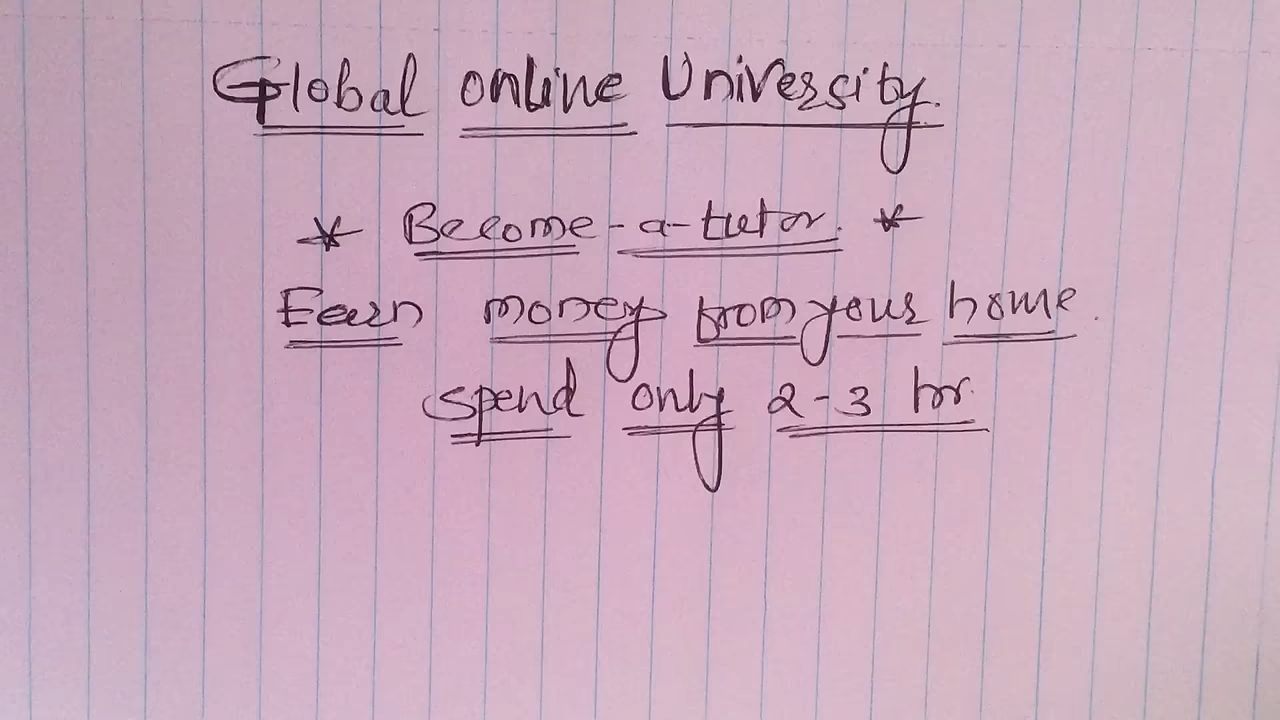 Global online University.
* Become-a-tutor. *
Earn money from your home.
spend only 2-3 hr.